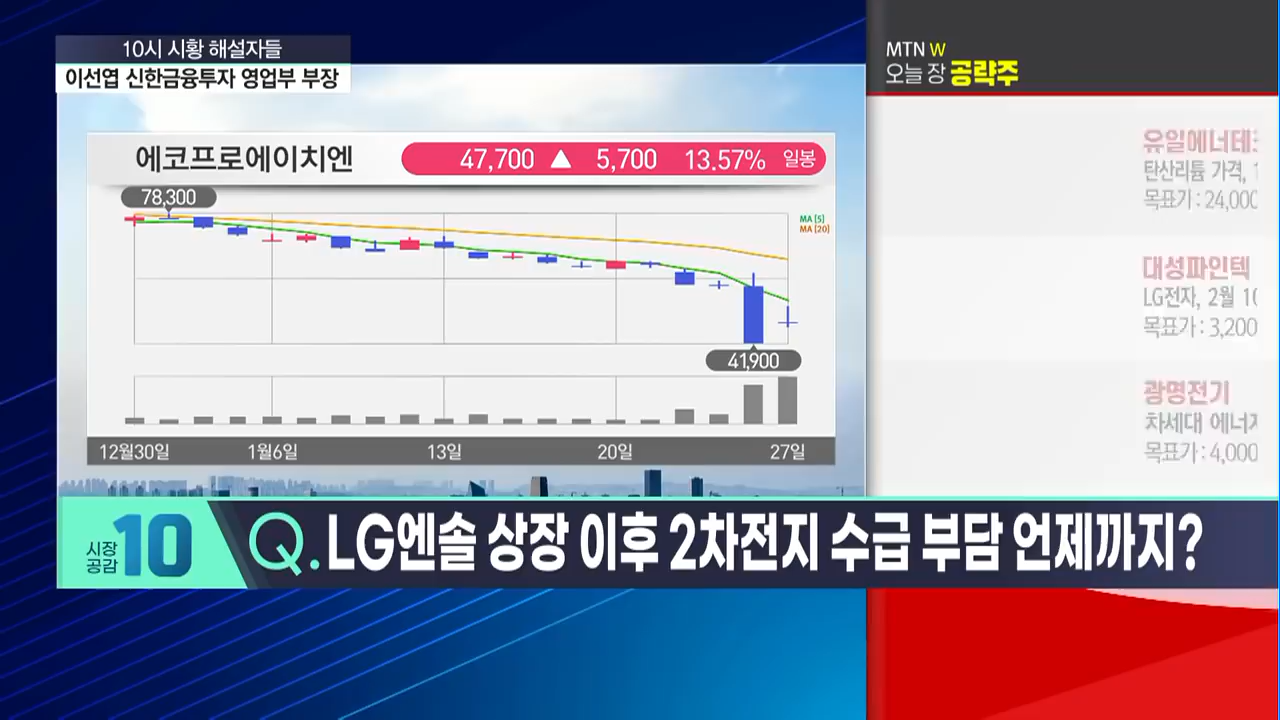 10시 시황 해설자들
이선엽 신한금융투자 영업부 부장
에코프로에이치엔
47,700 ▲ 5,700 13.57% 일봉
78,300
MA [5]
MA [20]
41,900
12월30일 1월6일 13일 20일 27일
시장
공감
10
Q. LG엔솔 상장 이후 2차전지 수급 부담 언제까지?
MTN W
오늘 장 공략주
유일에너테
탄산리튬 가격,
목표가 : 24,000
대성파인텍
LG전자, 2월
목표가 : 3,200
광명전기
차세대
목표가 : 4,000